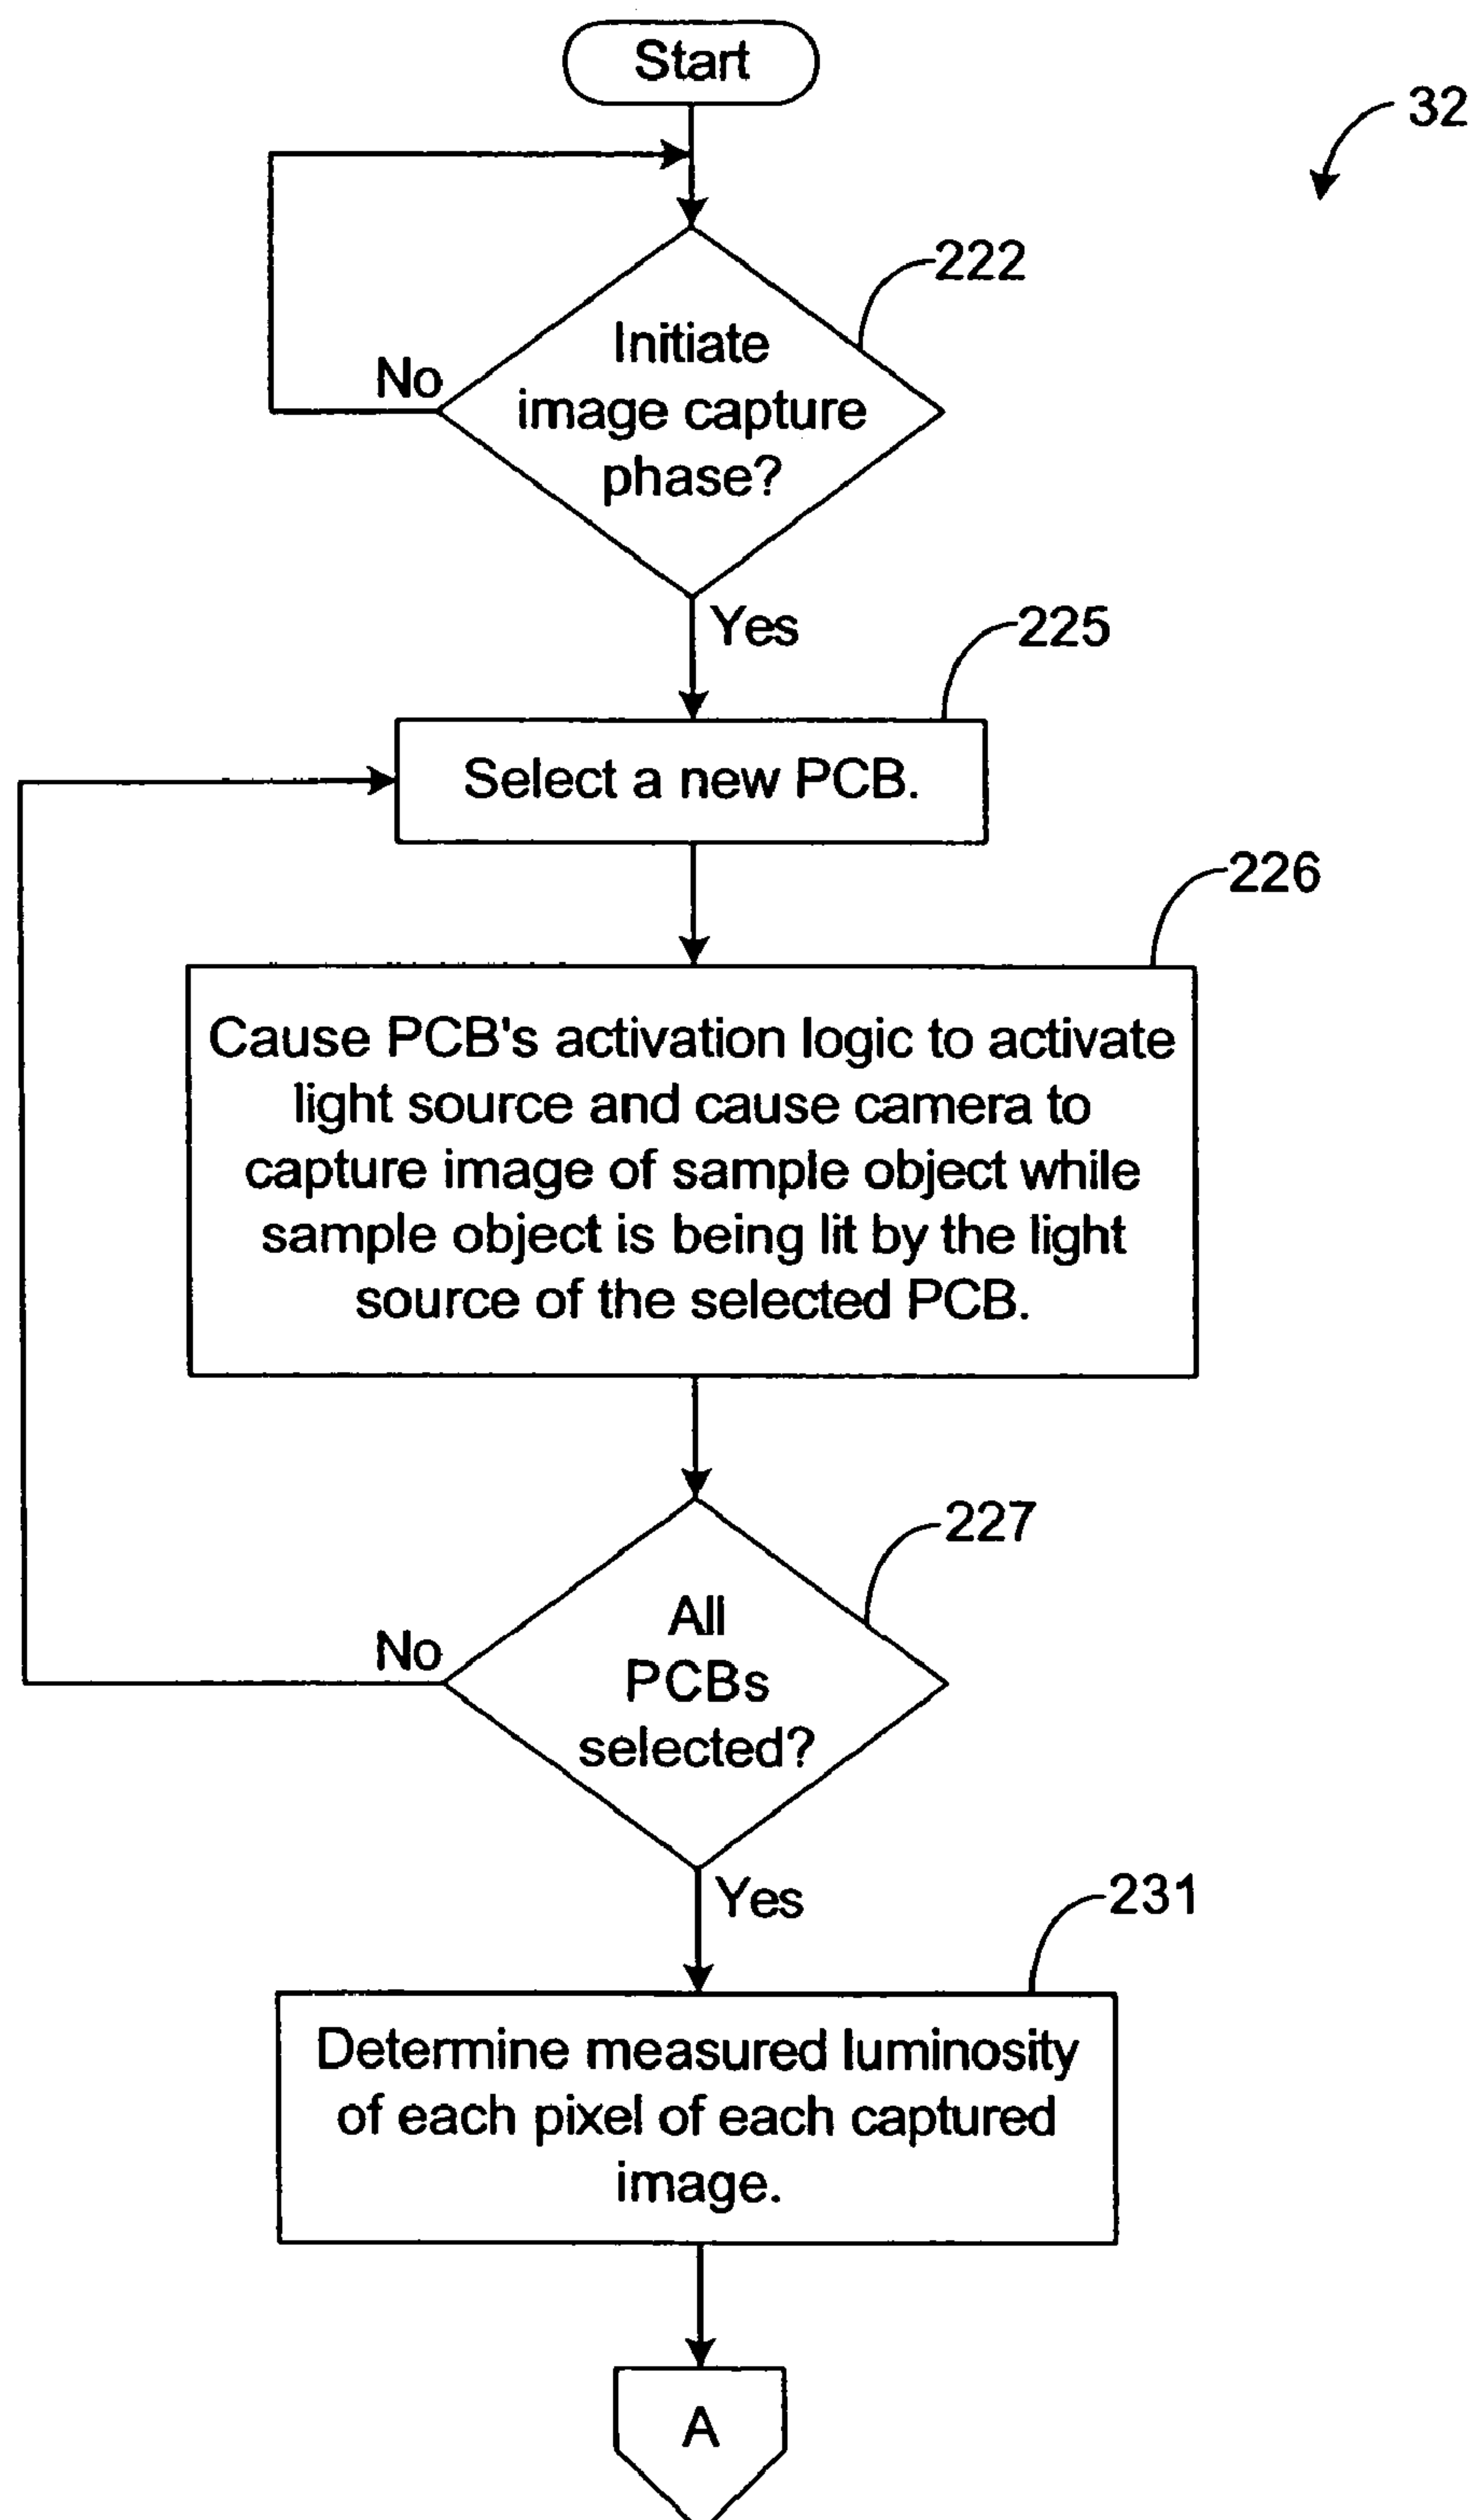 Start
32
222
Initiate
image capture
phase?
No
Yes
225
Select a new PCB.
226
Cause PCB's activation logic to activate
light source and cause camera to
capture image of sample object while
sample object is being lit by the light
source of the selected PCB.
227
All
PCBs
selected?
No
Yes
231
Determine measured luminosity
of each pixel of each captured
image.
A